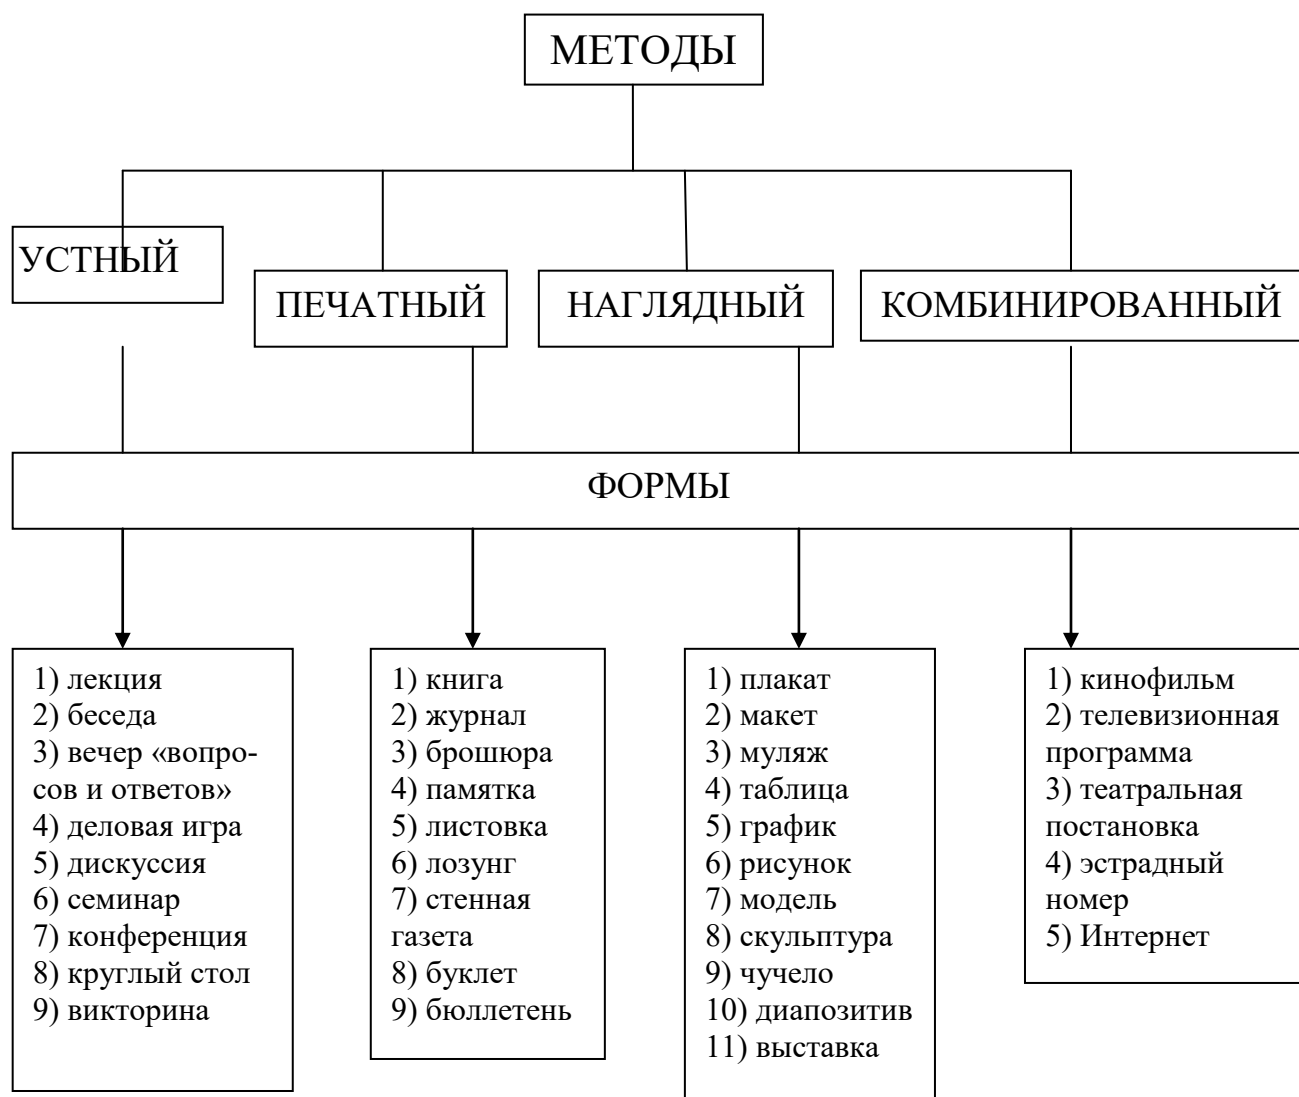 МЕТОДЫ
УСТНЫЙ
ПЕЧАТНЫЙ
НАГЛЯДНЫЙ
КОМБИНИРОВАННЫЙ
ФОРМЫ
1) лекция
2) беседа
3) вечер «вопро-
сов и ответов»
4) деловая игра
5) дискуссия
6) семинар
7) конференция
8) круглый стол
9) викторина
1) книга
2) журнал
3) брошюра
4) памятка
5) листовка
6) лозунг
7) стенная
газета
8) буклет
9) бюллетень
1) плакат
2) макет
3) муляж
4) таблица
5) график
6) рисунок
7) модель
8) скульптура
9) чучело
10) диапозитив
11) выставка
1) кинофильм
2) телевизионная
программа
3) театральная
постановка
4) эстрадный
номер
5) Интернет